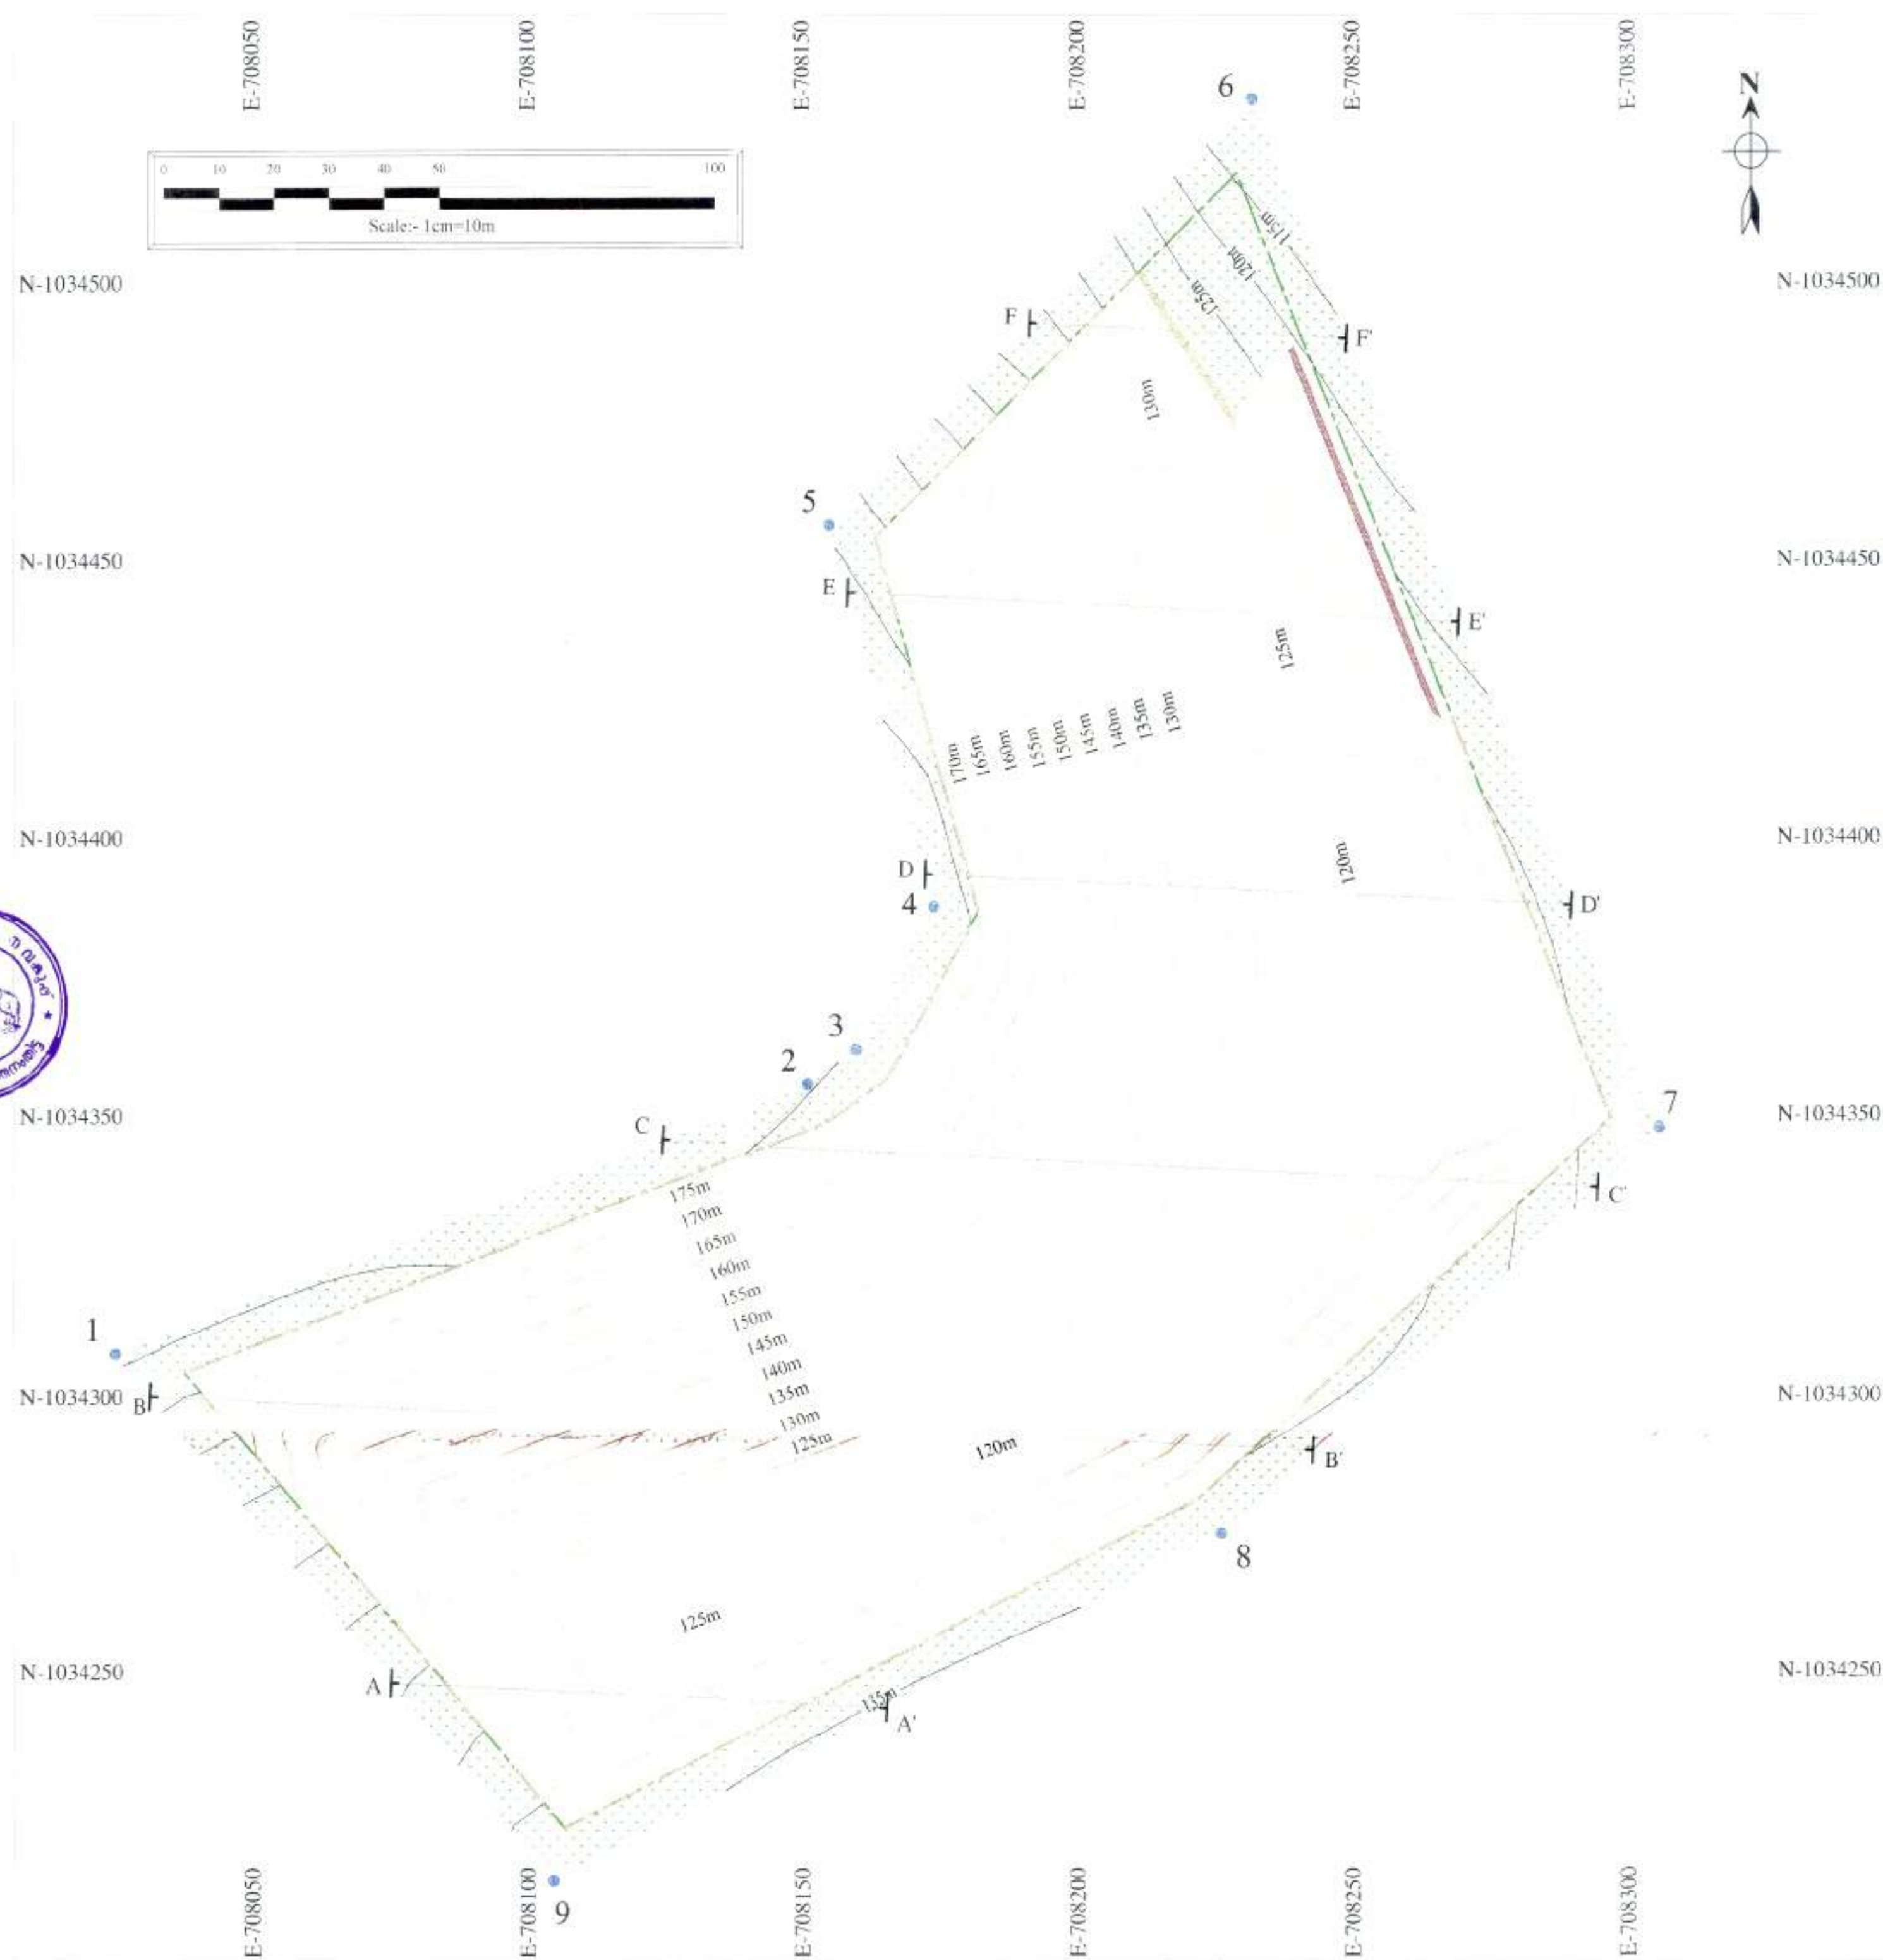 E-708050
E-708100
E-708150
E-708200
E-708250
E-708300
6
N
0 10 20 30 40 50 100
Scale:- 1cm=10m
N-1034500
N-1034500
115m
120m
125m
F
F'
130m
5
N-1034450
N-1034450
E
E'
125m
170m
165m
160m
155m
150m
145m
140m
135m
130m
N-1034400
N-1034400
120m
D
D'
4
3
2
N-1034350
N-1034350
7
C
C'
175m
170m
165m
160m
155m
150m
145m
140m
135m
130m
125m
1
N-1034300
N-1034300
B
120m
B'
8
125m
N-1034250
N-1034250
A
135m
A'
9
E-708050
E-708100
E-708150
E-708200
E-708250
E-708300